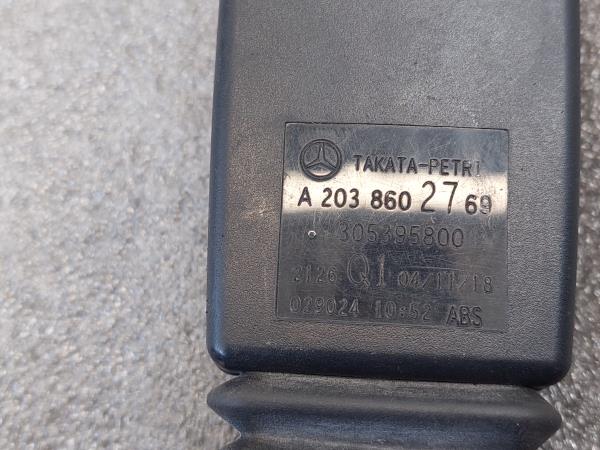 TAKATA-PETRI
A 203 860 27 69
305395800
2126 Q1 04/11/18
029024 10:52 ABS